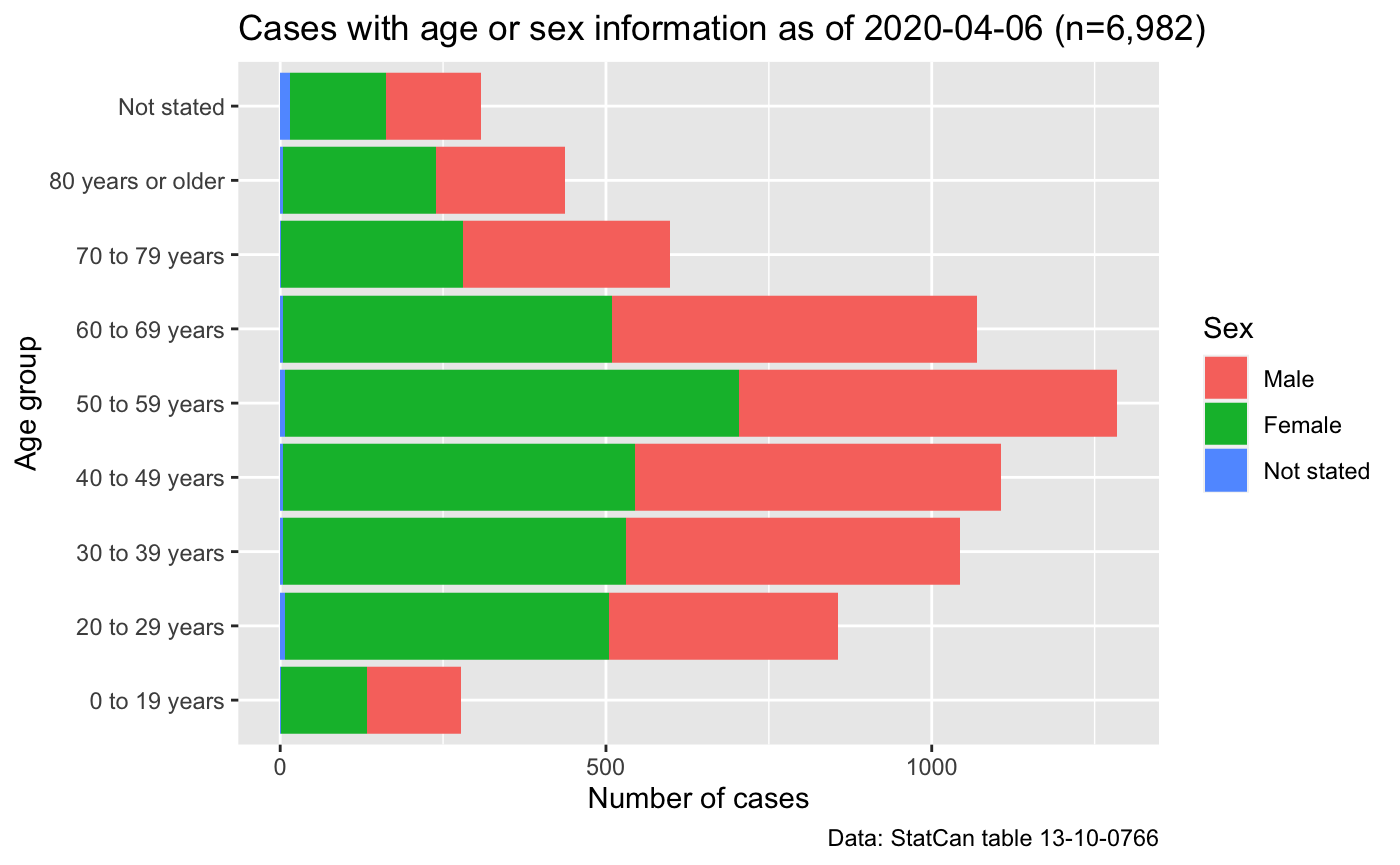 Cases with age or sex information as of 2020-04-06 (n=6,982)
Age group
Not stated
80 years or older
70 to 79 years
60 to 69 years
50 to 59 years
40 to 49 years
30 to 39 years
20 to 29 years
0 to 19 years
0
500
1000
Number of cases
Sex
Male
Female
Not stated
Data: StatCan table 13-10-0766